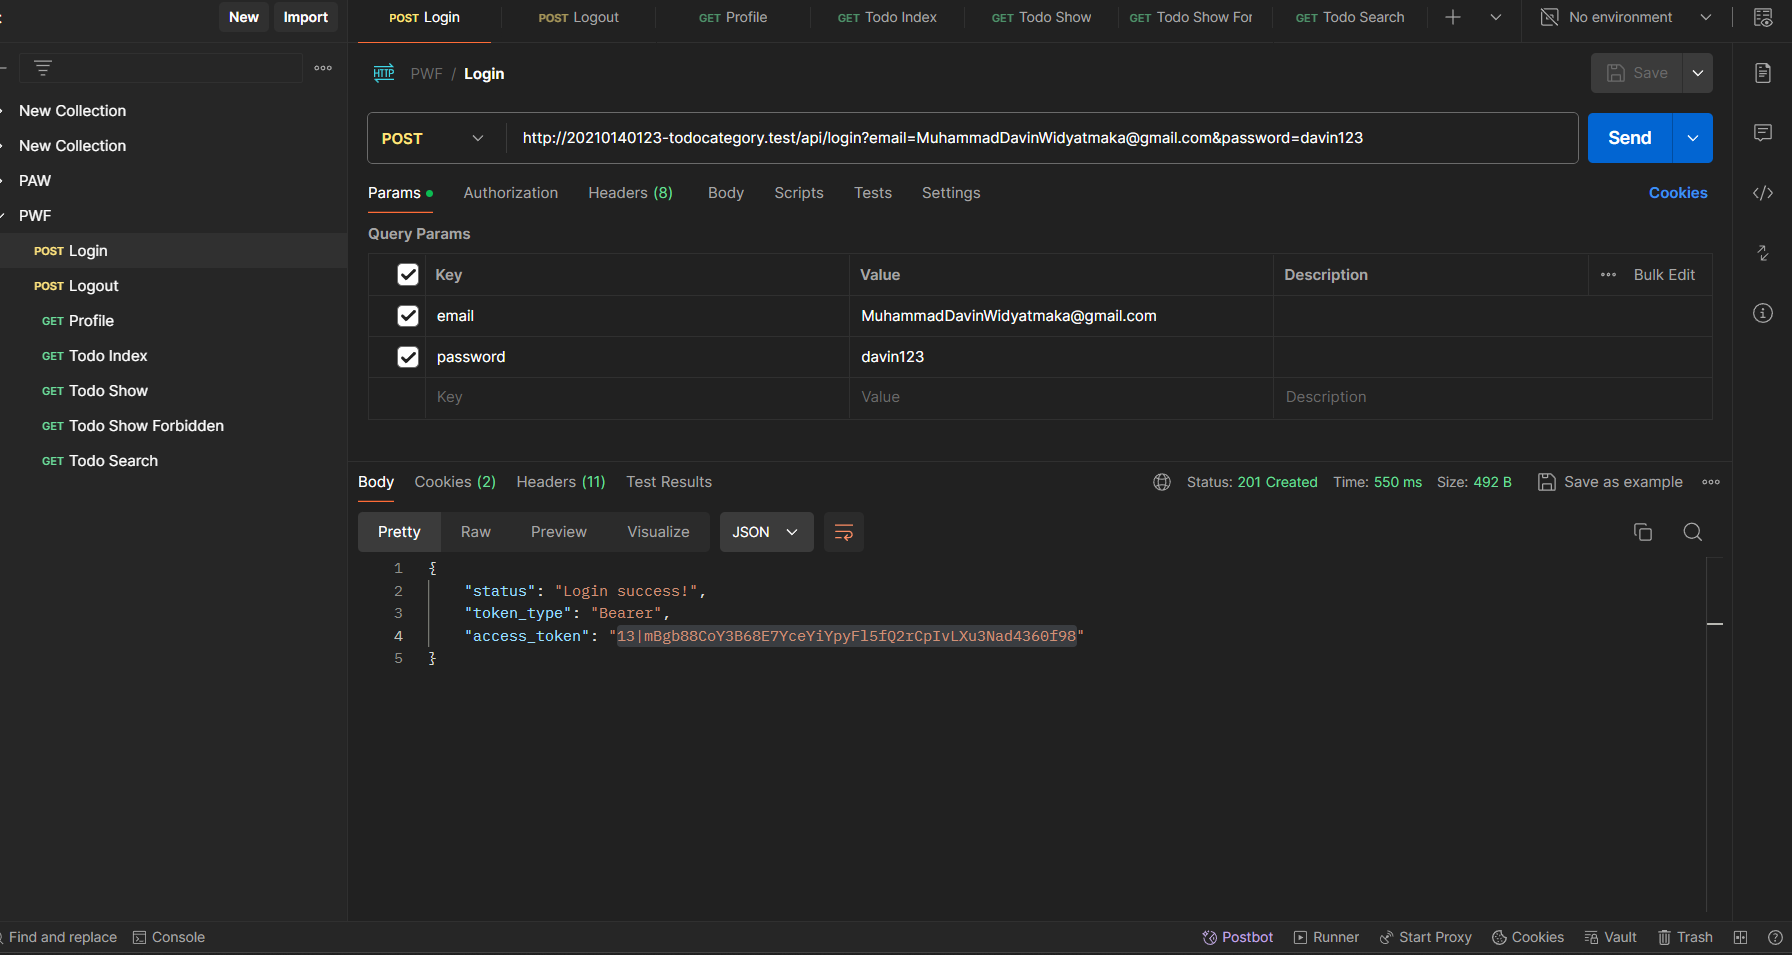 New Import
POST Login POST Logout GET Profile GET Todo Index GET Todo Show GET Todo Show For GET Todo Search No environment
HTTP PWF / Login Save
New Collection
New Collection
PAW
PWF
POST Login
POST Logout
GET Profile
GET Todo Index
GET Todo Show
GET Todo Show Forbidden
GET Todo Search
POST http://20210140123-todocategory.test/api/login?email=MuhammadDavinWidyatmaka@gmail.com&password=davin123 Send
Params Authorization Headers (8) Body Scripts Tests Settings Cookies
Query Params
Key Value Description Bulk Edit
email MuhammadDavinWidyatmaka@gmail.com
password davin123
Key Value Description
Body Cookies (2) Headers (11) Test Results Status: 201 Created Time: 550 ms Size: 492 B Save as example
Pretty Raw Preview Visualize JSON
1 {
2 "status": "Login success!",
3 "token_type": "Bearer",
4 "access_token": "13|mBgb88CoY3B68E7YceYiYpyFl5fQ2rCpIvLXu3Nad4360f98"
5 }
Find and replace Console Postbot Runner Start Proxy Cookies Vault Trash